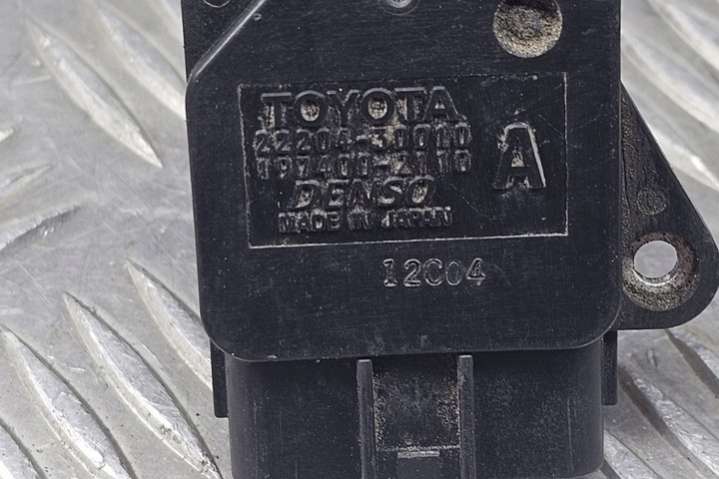 TOYOTA
22204-30010
197400-2110
A
DENSO
MADE IN JAPAN
12C04